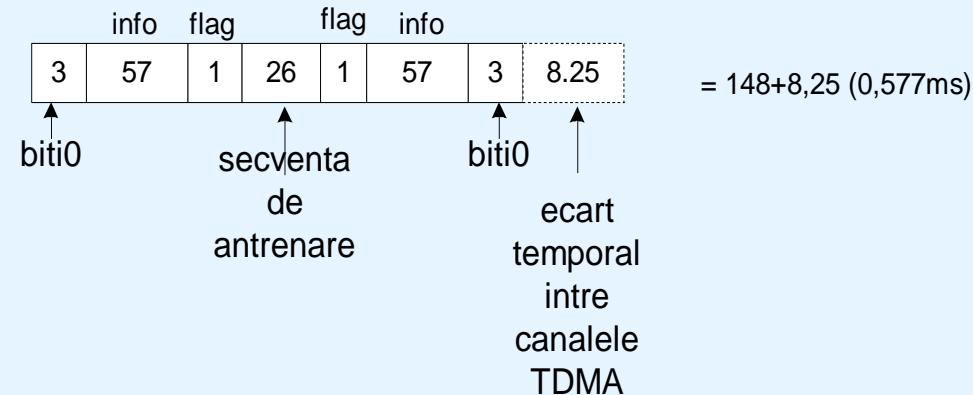 info flag flag info
3 57 1 26 1 57 3 8.25 = 148+8,25 (0,577ms)
biti0 secventa biti0
de
antrenare
ecart
temporal
intre
canalele
TDMA